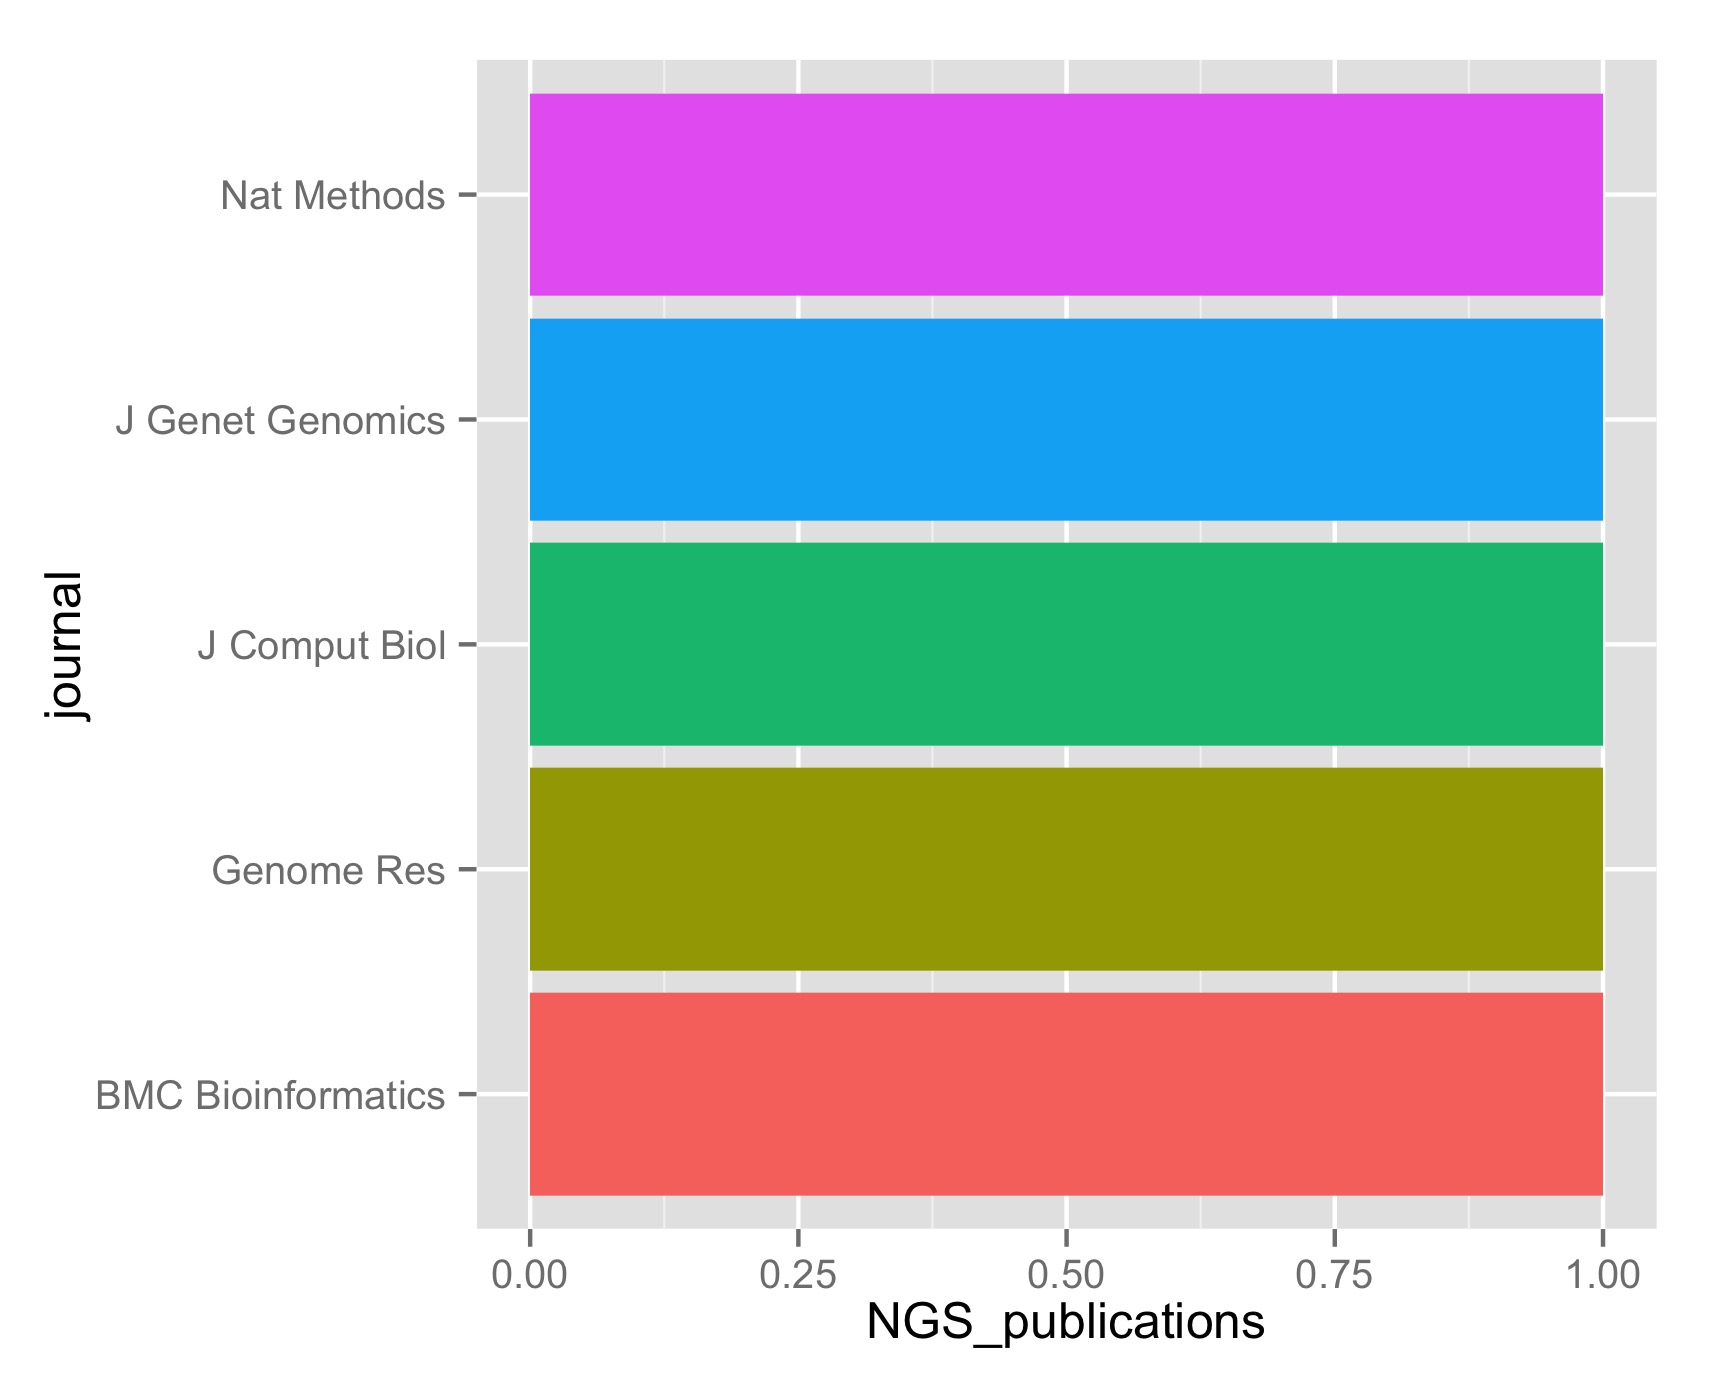 Nat Methods
J Genet Genomics
J Comput Biol
Genome Res
BMC Bioinformatics
journal
0.00 0.25 0.50 0.75 1.00
NGS_publications